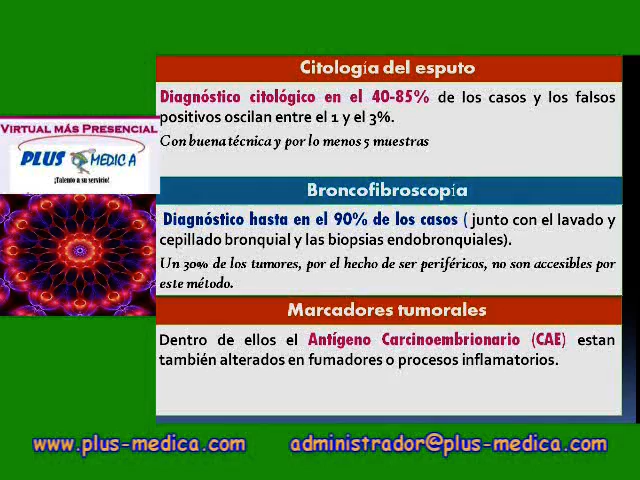 Citología del esputo
Diagnóstico citológico en el 40-85% de los casos y los falsos
positivos oscilan entre el 1 y el 3%.
Con buena técnica y por lo menos 5 muestras
VIRTUAL MÁS PRESENCIAL
PLUS MEDICA
¡Talento a su servicio!
Broncofibroscopía
Diagnóstico hasta en el 90% de los casos ( junto con el lavado y
cepillado bronquial y las biopsias endobronquiales).
Un 30% de los tumores, por el hecho de ser periféricos, no son accesibles por
este método.
Marcadores tumorales
Dentro de ellos el Antígeno Carcinoembrionario (CAE) estan
también alterados en fumadores o procesos inflamatorios.
www.plus-medica.com administrador@plus-medica.com